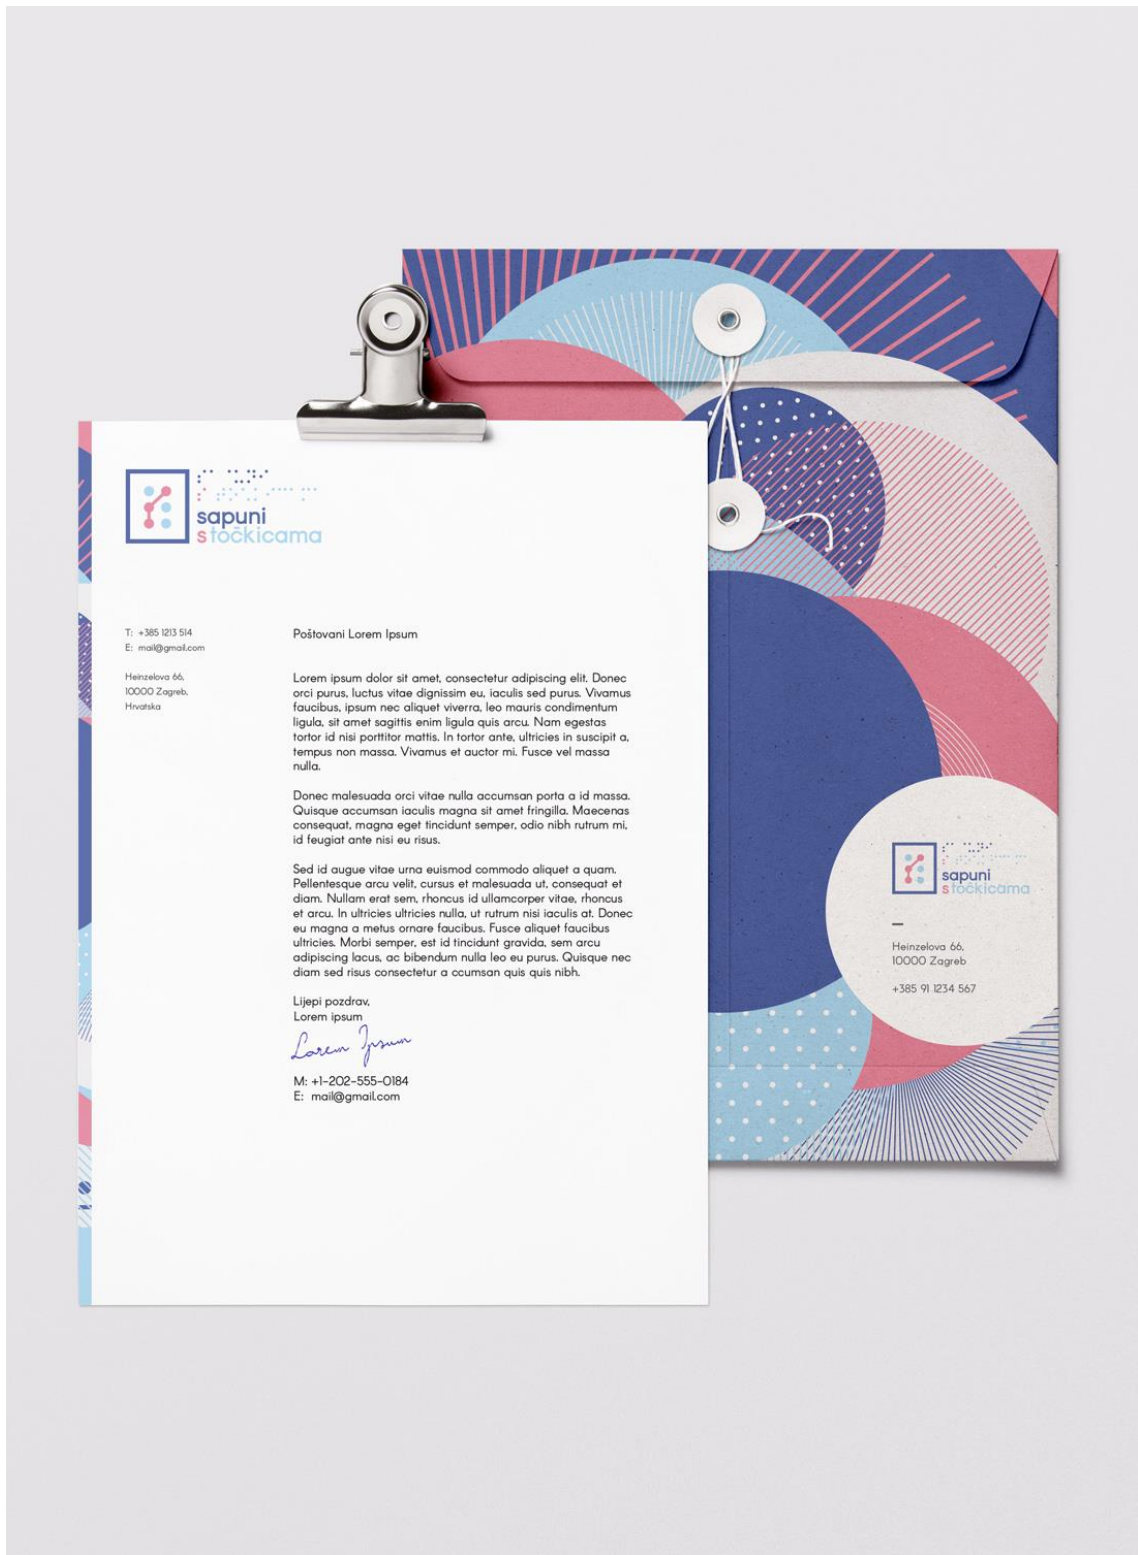 sapuni
s točkicama
T: +385 1213 514
E: mail@gmail.com
Heinzelova 66,
10000 Zagreb,
Hrvatska
Poštovani Lorem Ipsum
Lorem ipsum dolor sit amet, consectetur adipiscing elit. Donec
orci purus, luctus vitae dignissim eu, iaculis sed purus. Vivamus
faucibus, ipsum nec aliquet viverra, leo mauris condimentum
ligula, sit amet sagittis enim ligula quis arcu. Nam egestas
tortor id nisi porttitor mattis. In tortor ante, ultricies in suscipit a,
tempus non massa. Vivamus et auctor mi. Fusce vel massa
nulla.
Donec malesuada orci vitae nulla accumsan porta a id massa.
Quisque accumsan iaculis magna sit amet fringilla. Maecenas
consequat, magna eget tincidunt semper, odio nibh rutrum mi,
id feugiat ante nisi eu risus.
Sed id augue vitae urna euismod commodo aliquet a quam.
Pellentesque arcu velit, cursus et malesuada ut, consequat et
diam. Nullam erat sem, rhoncus id ullamcorper vitae, rhoncus
et arcu. In ultricies ultricies nulla, ut rutrum nisi iaculis at. Donec
eu magna a metus ornare faucibus. Fusce aliquet faucibus
ultricies. Morbi semper, est id tincidunt gravida, sem arcu
adipiscing lacus, ac bibendum nulla leo eu purus. Quisque nec
diam sed risus consectetur a ccumsan quis quis nibh.
Lijepi pozdrav,
Lorem ipsum
Lorem Ipsum
M: +1-202-555-0184
E: mail@gmail.com
sapuni
s točkicama
Heinzelova 66,
10000 Zagreb
+385 91 1234 567